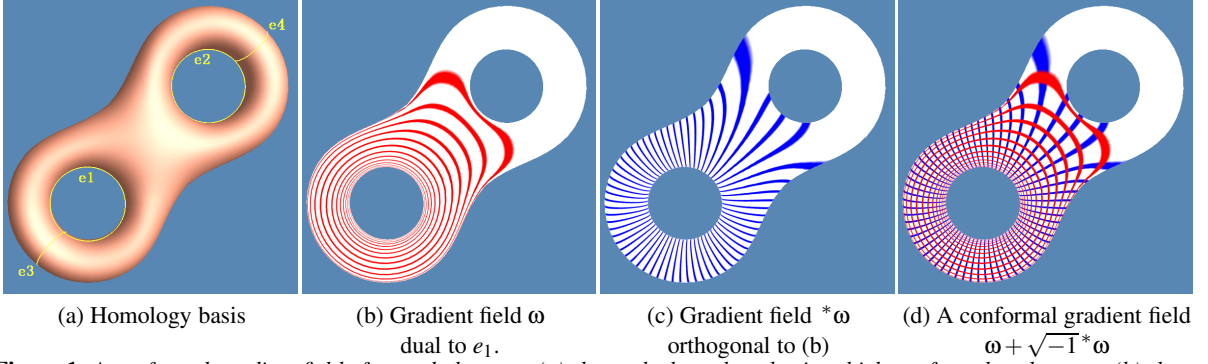 e4
e2
e1
e3
(a) Homology basis
(b) Gradient field ω
dual to e₁.
(c) Gradient field *ω
orthogonal to (b)
(d) A conformal gradient field
ω + √−1 *ω